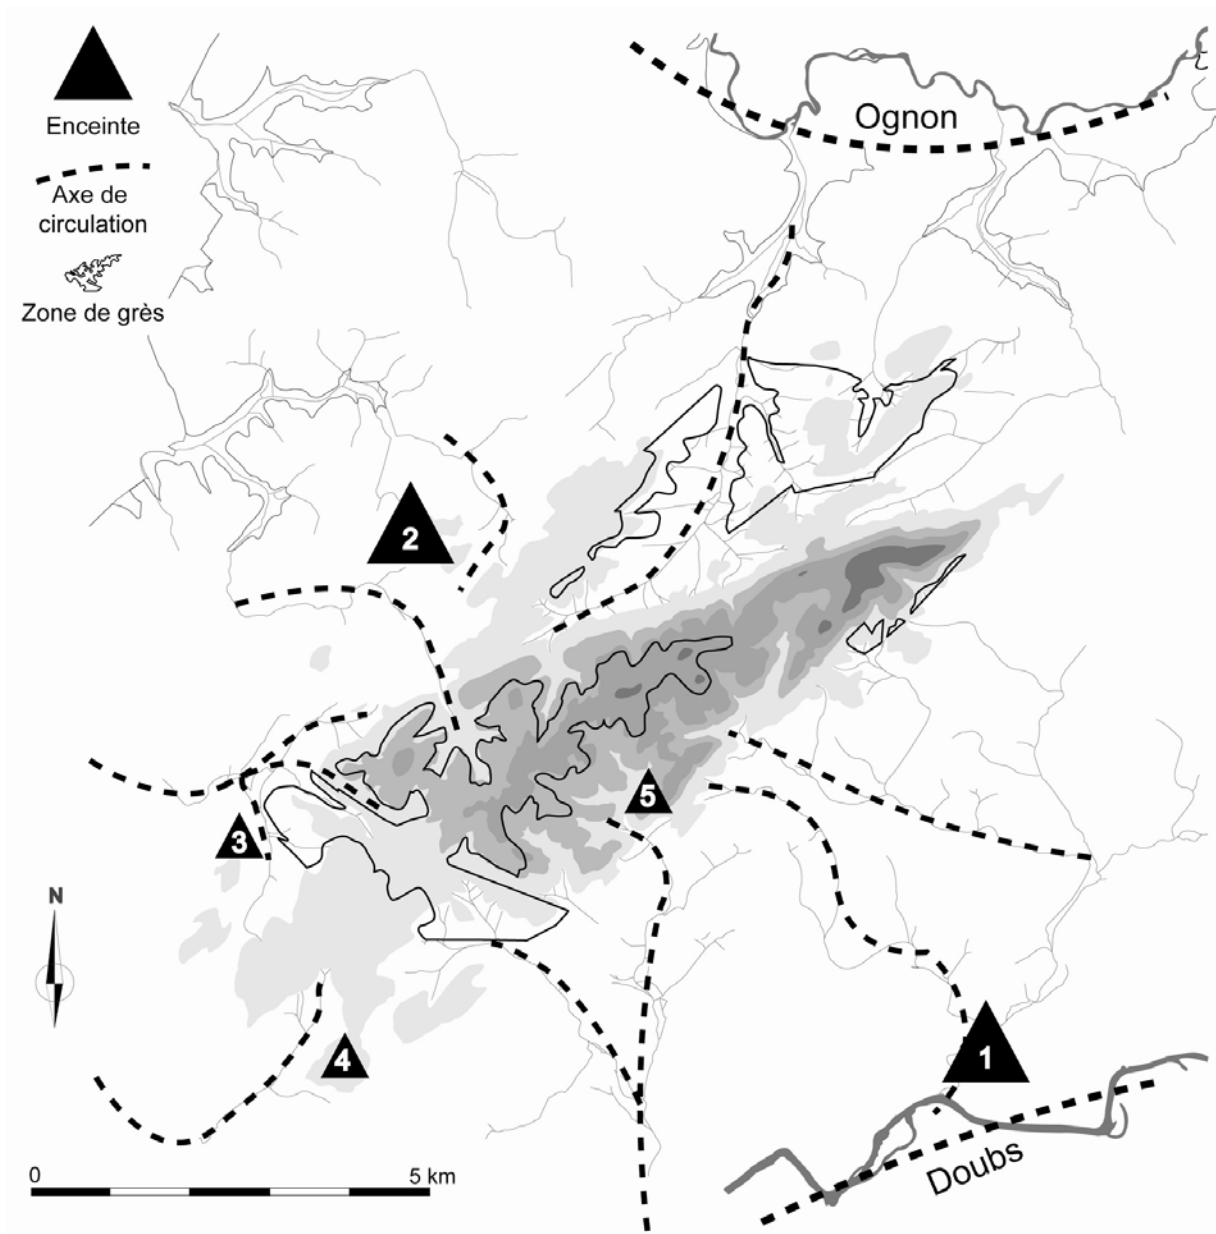 Enceinte
Axe de
circulation
Zone de grès
Ognon
2
5
3
N
4
1
0 5 km
Doubs